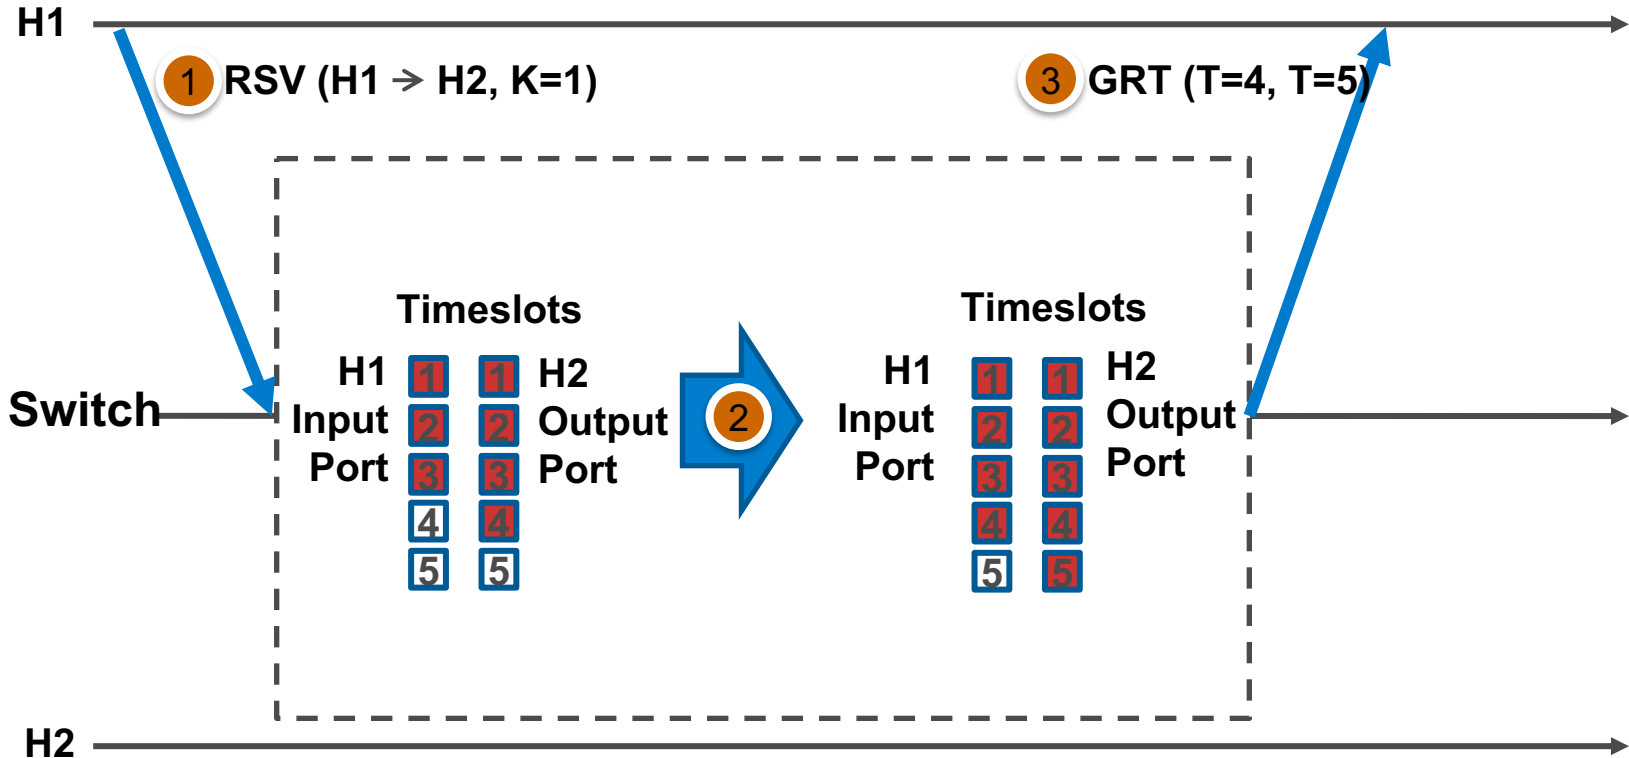 H1
1 RSV (H1 → H2, K=1)
3 GRT (T=4, T=5)
Timeslots
H1 Input Port
1 1
2 2
3 3
4 4
5 5
H2 Output Port
2
Timeslots
H1 Input Port
1 1
2 2
3 3
4 4
5 5
H2 Output Port
Switch
H2